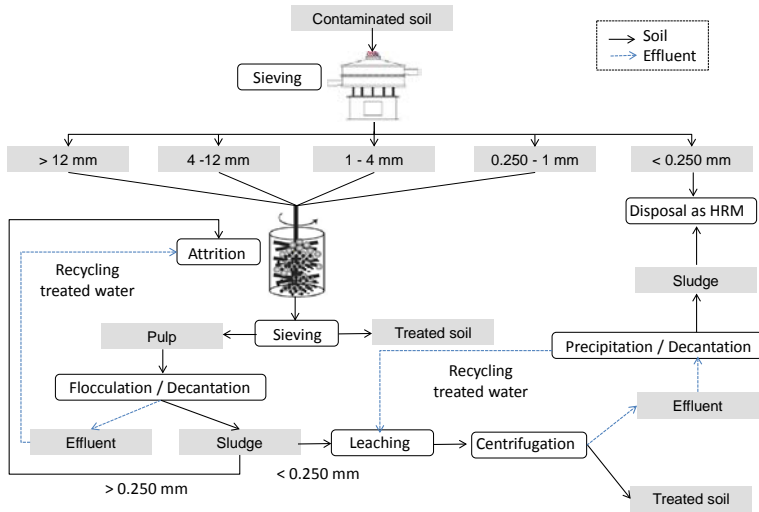 Contaminated soil
Soil
Effluent
Sieving
> 12 mm
4 -12 mm
1 - 4 mm
0.250 - 1 mm
< 0.250 mm
Disposal as HRM
Attrition
Recycling
treated water
Sludge
Pulp
Sieving
Treated soil
Precipitation / Decantation
Flocculation / Decantation
Recycling
treated water
Effluent
Effluent
Sludge
Leaching
Centrifugation
< 0.250 mm
> 0.250 mm
Treated soil